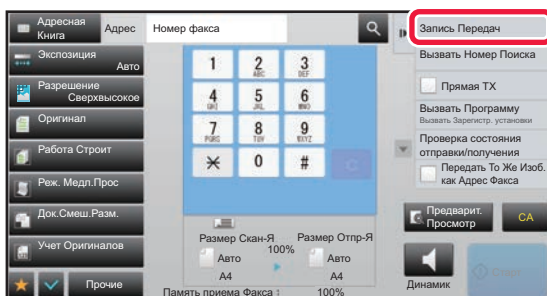 Адресная
Книга
Адрес
Номер факса
Запись Передач
Экспозиция
Авто
Вызвать Номер Поиска
Разрешение
Сверхвысокое
Прямая TX
Оригинал
Вызвать Программу
Вызвать Зарегистр. установки
Работа Строит
Проверка состояния
отправки/получения
Реж. Медл.Прос
Передать То Же Изоб.
как Адрес Факса
Док.Смеш.Разм.
Предварит.
Просмотр
CA
Учет Оригиналов
Прочие
1
2
ABC
3
DEF
4
GHI
5
JKL
6
MNO
7
PQRS
8
TUV
9
WXYZ
0
#
C
Размер Скан-Я
100%
Размер Отпр-Я
Авто
A4
Авто
A4
Память приема Факса :
100%
Динамик